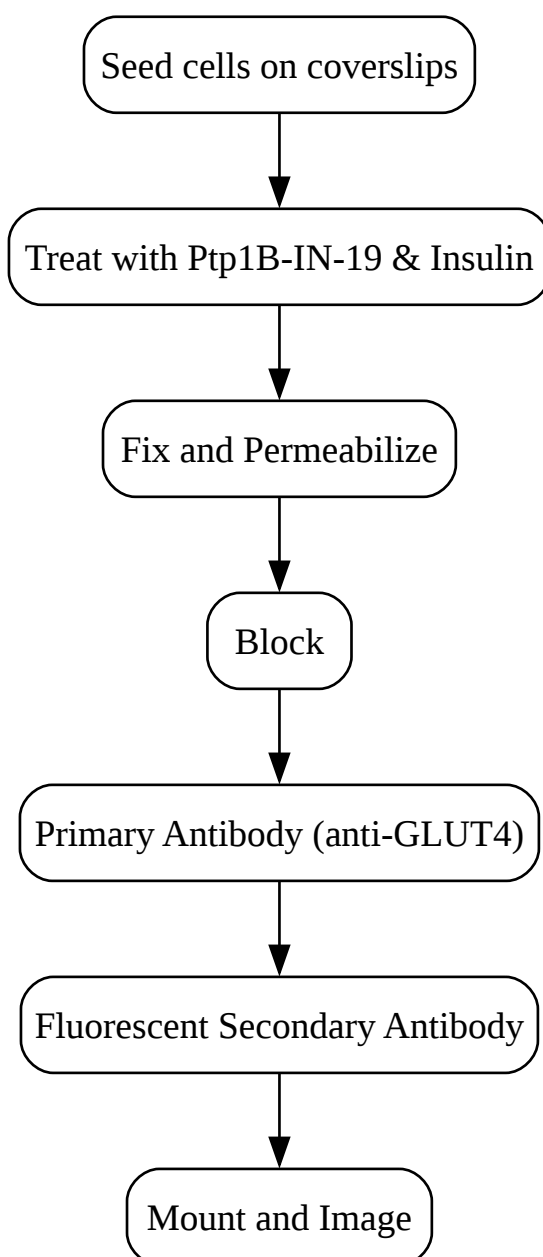 Seed cells on coverslips
Treat with Ptp1B-IN-19 & Insulin
Fix and Permeabilize
Block
Primary Antibody (anti-GLUT4)
Fluorescent Secondary Antibody
Mount and Image